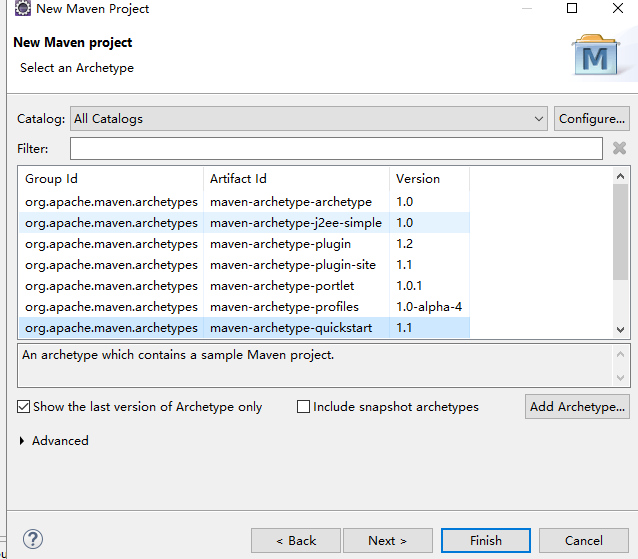 New Maven Project
New Maven project
Select an Archetype
M
Catalog: All Catalogs Configure...
Filter:
Group Id Artifact Id Version
org.apache.maven.archetypes maven-archetype-archetype 1.0
org.apache.maven.archetypes maven-archetype-j2ee-simple 1.0
org.apache.maven.archetypes maven-archetype-plugin 1.2
org.apache.maven.archetypes maven-archetype-plugin-site 1.1
org.apache.maven.archetypes maven-archetype-portlet 1.0.1
org.apache.maven.archetypes maven-archetype-profiles 1.0-alpha-4
org.apache.maven.archetypes maven-archetype-quickstart 1.1
An archetype which contains a sample Maven project.
Show the last version of Archetype only Include snapshot archetypes Add Archetype...
Advanced
? < Back Next > Finish Cancel